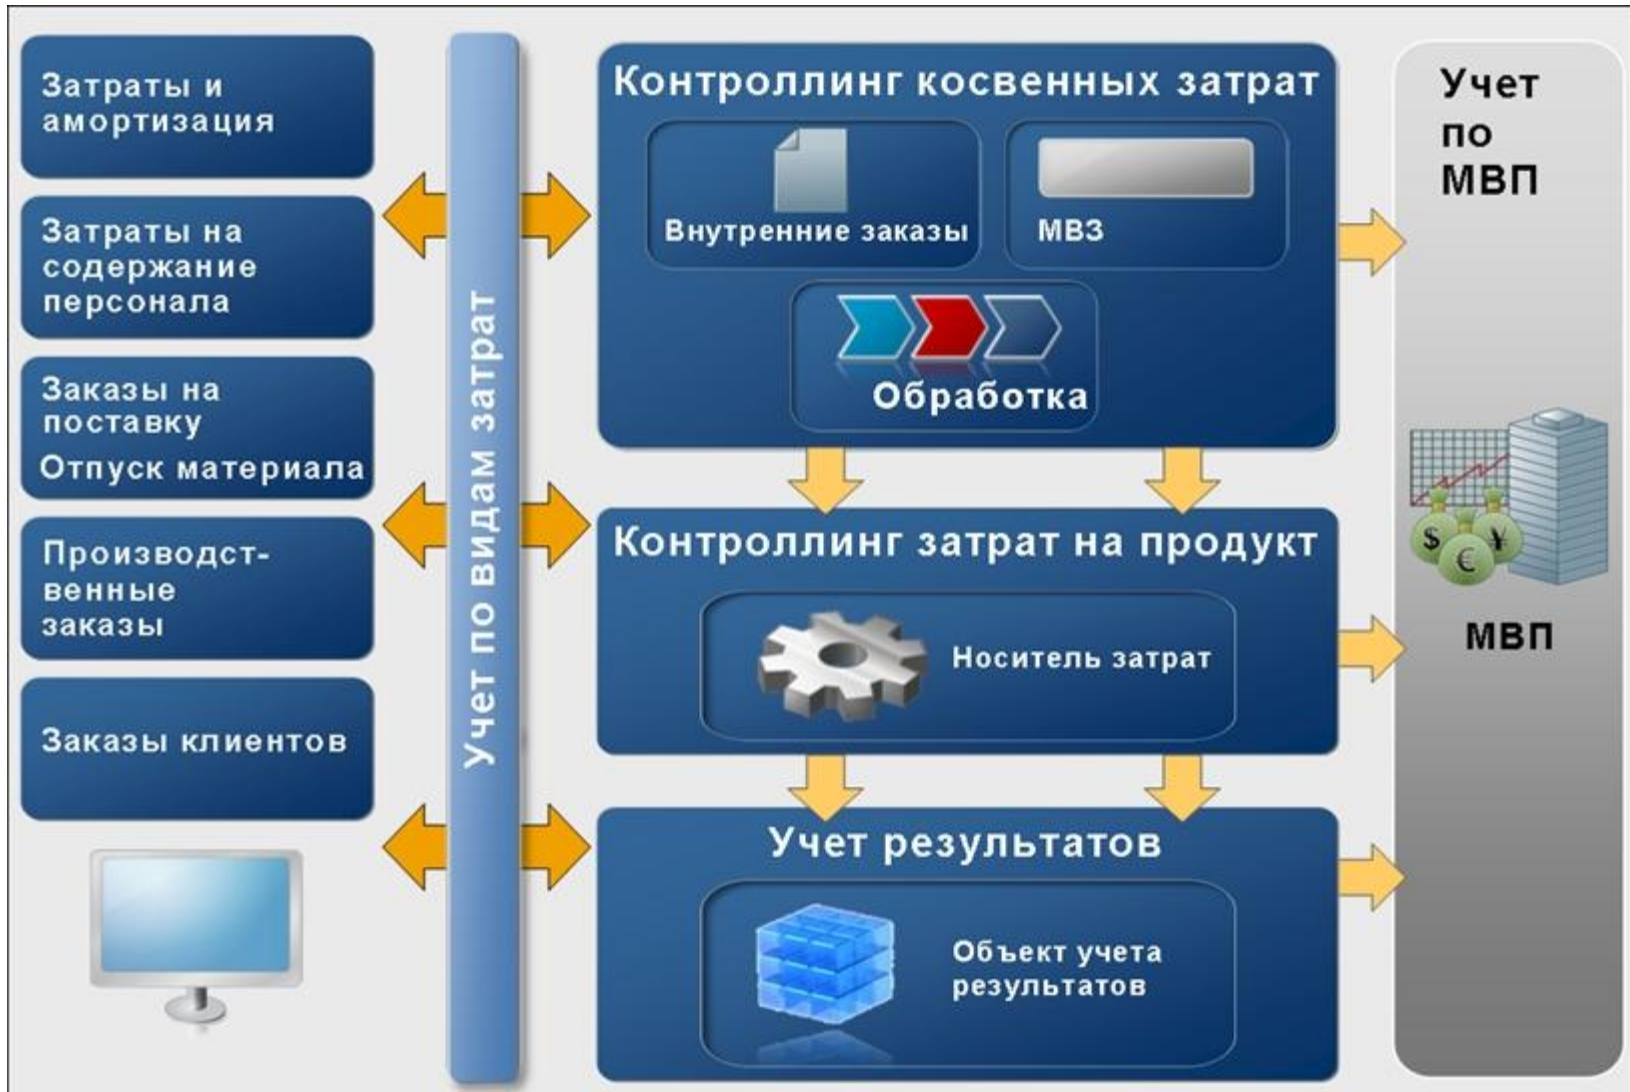 Затраты и
амортизация
Затраты на
содержание
персонала
Заказы на
поставку
Отпуск материала
Производст-
венные
заказы
Заказы клиентов
Учет по видам затрат
Контроллинг косвенных затрат
Внутренние заказы
МВЗ
Обработка
Контроллинг затрат на продукт
Носитель затрат
Учет результатов
Объект учета
результатов
Учет
по
МВП
$
€
¥
МВП